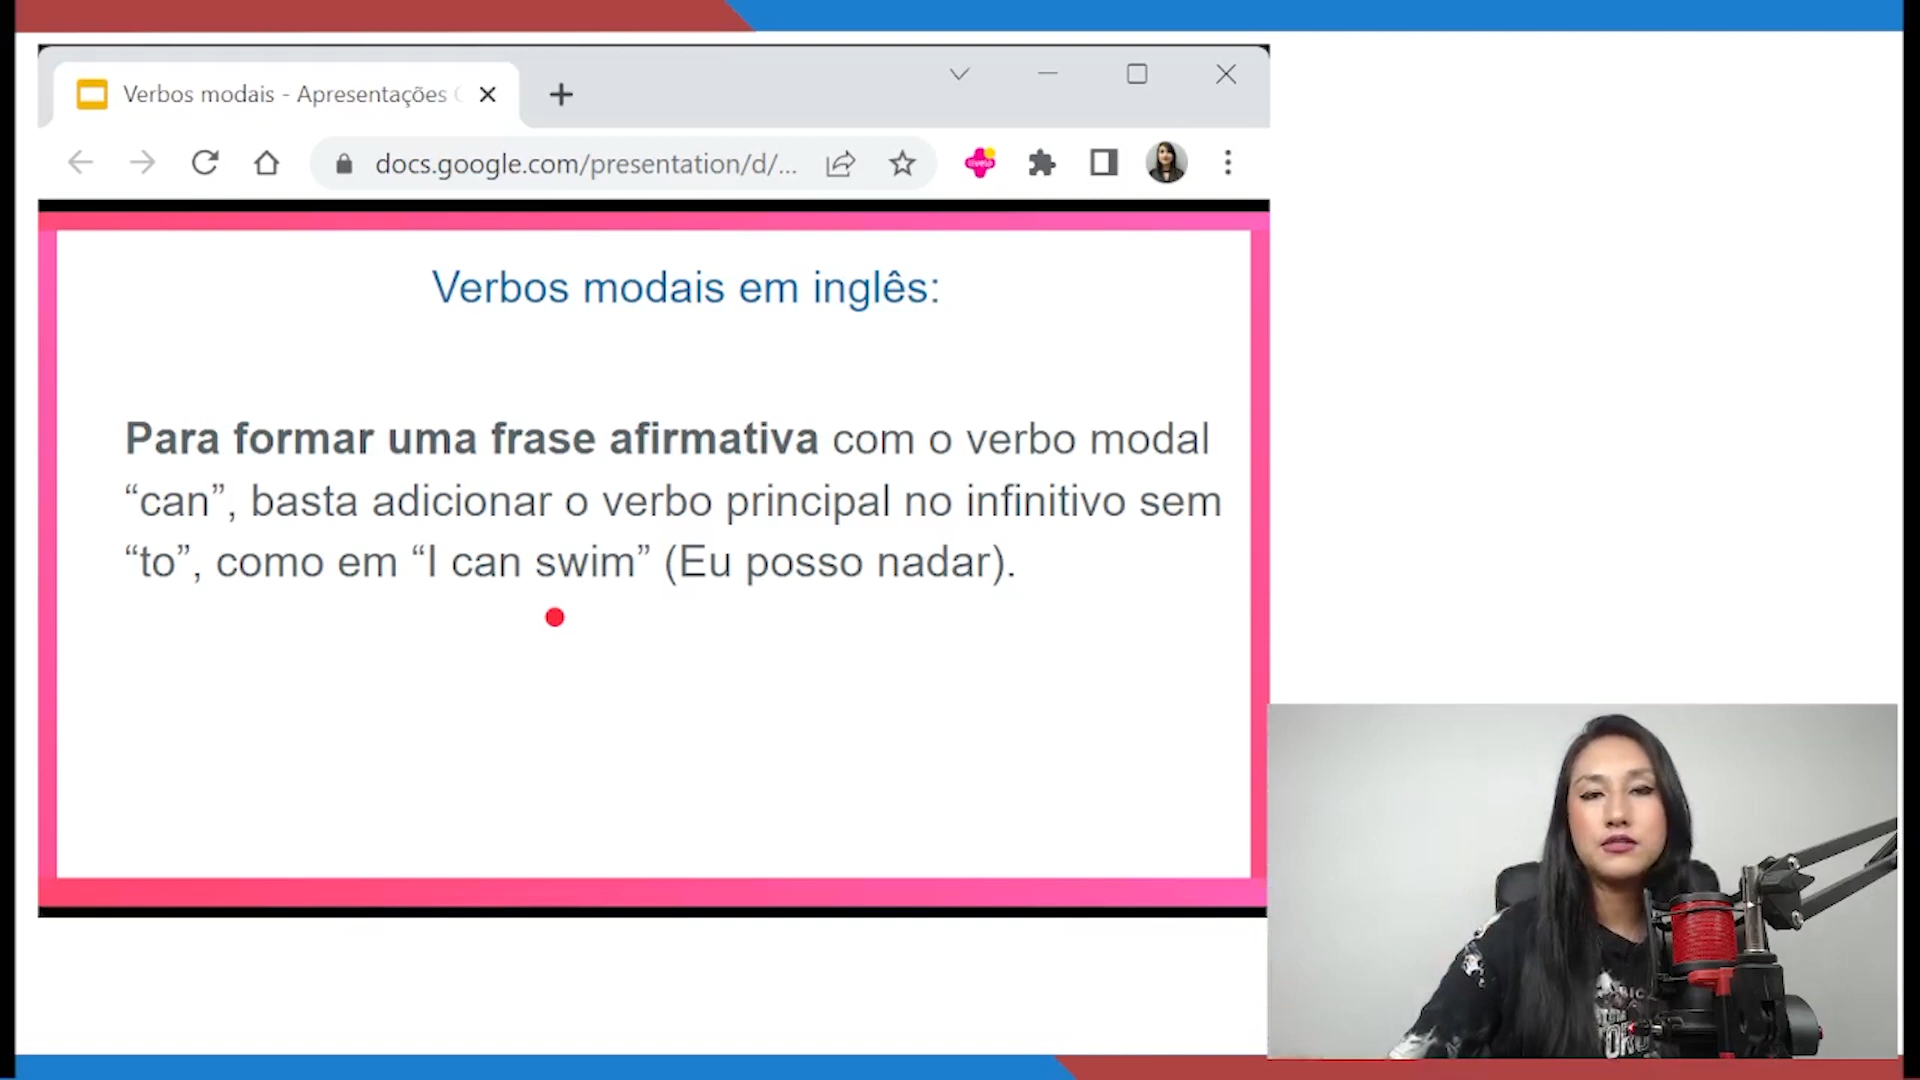 Verbos modais - Apresentações
docs.google.com/presentation/d/...
Verbos modais em inglês:
Para formar uma frase afirmativa com o verbo modal
“can”, basta adicionar o verbo principal no infinitivo sem
“to”, como em “I can swim” (Eu posso nadar).